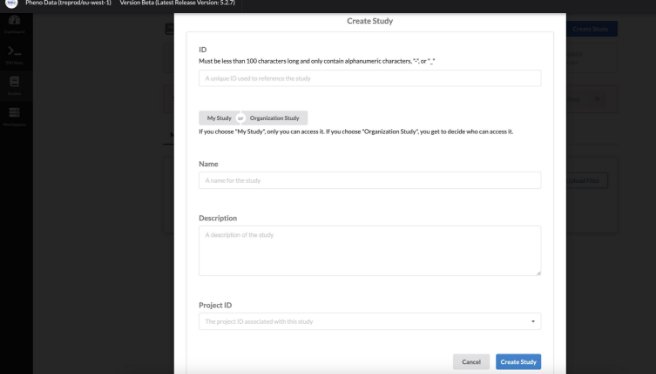 Pheno Data (treprod/eu-west-1) Version Beta (Latest Release Version: 5.2.7)
Create Study
Create Study
ID
Must be less than 100 characters long and only contain alphanumeric characters, "-", or "_"
A unique ID used to reference the study
My Study or Organization Study
If you choose "My Study", only you can access it. If you choose "Organization Study", you get to decide who can access it.
Name
A name for the study
Description
A description of the study
Upload Files
Project ID
The project ID associated with this study
Cancel Create Study